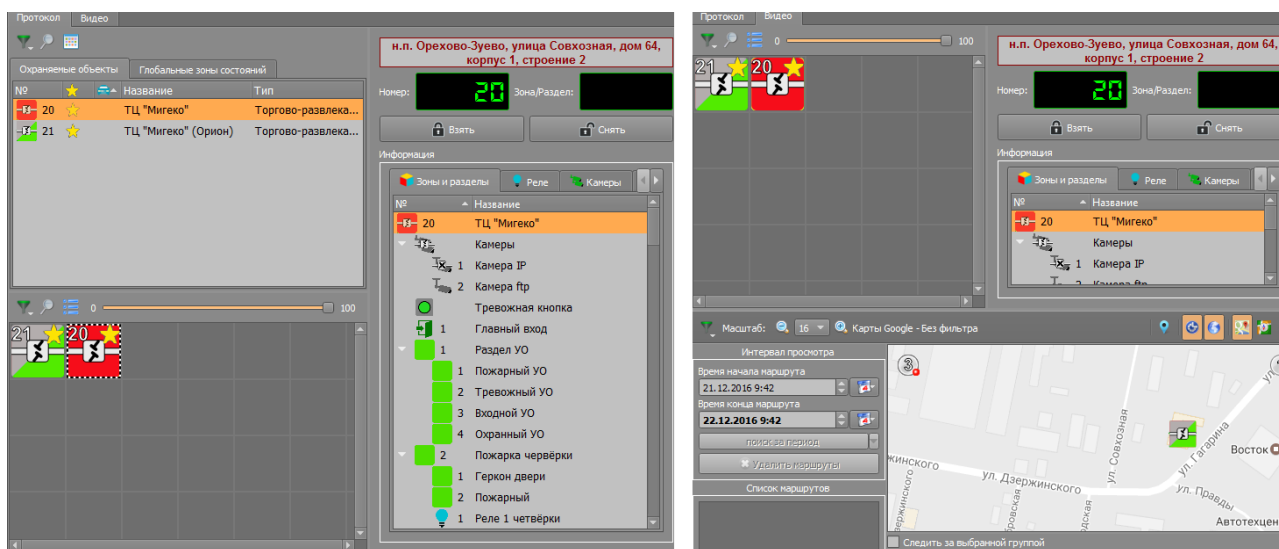 Протокол Видео
Охраняемые объекты Глобальные зоны состояний
№ Название Тип
20 ТЦ "Мигеко" Торгово-развлека...
21 ТЦ "Мигеко" (Орион) Торгово-развлека...
0 100
21 20
н.п. Орехово-Зуево, улица Совхозная, дом 64,
корпус 1, строение 2
Номер: 20 Зона/Раздел:
Взять Снять
Информация
Зоны и разделы Реле Камеры
№ Название
20 ТЦ "Мигеко"
Камеры
1 Камера IP
2 Камера ftp
Тревожная кнопка
1 Главный вход
1 Раздел УО
1 Пожарный УО
2 Тревожный УО
3 Входной УО
4 Охранный УО
2 Пожарка червёрки
1 Геркон двери
2 Пожарный
1 Реле 1 четвёрки
Протокол Видео
0 100
21 20
н.п. Орехово-Зуево, улица Совхозная, дом 64,
корпус 1, строение 2
Номер: 20 Зона/Раздел:
Взять Снять
Информация
Зоны и разделы Реле Камеры
№ Название
20 ТЦ "Мигеко"
Камеры
1 Камера IP
2 Камера ftp
Масштаб: 16 Карты Google - Без фильтра
Интервал просмотра
Время начала маршрута
21.12.2016 9:42
Время конца маршрута
22.12.2016 9:42
поиск за период
Удалить маршруты
Список маршрутов
3
ул. Совхозная
ул. Гагарина
Восток
жинского
ул. Дзержинского
ул. Правды
Автотехцен
Следить за выбранной группой